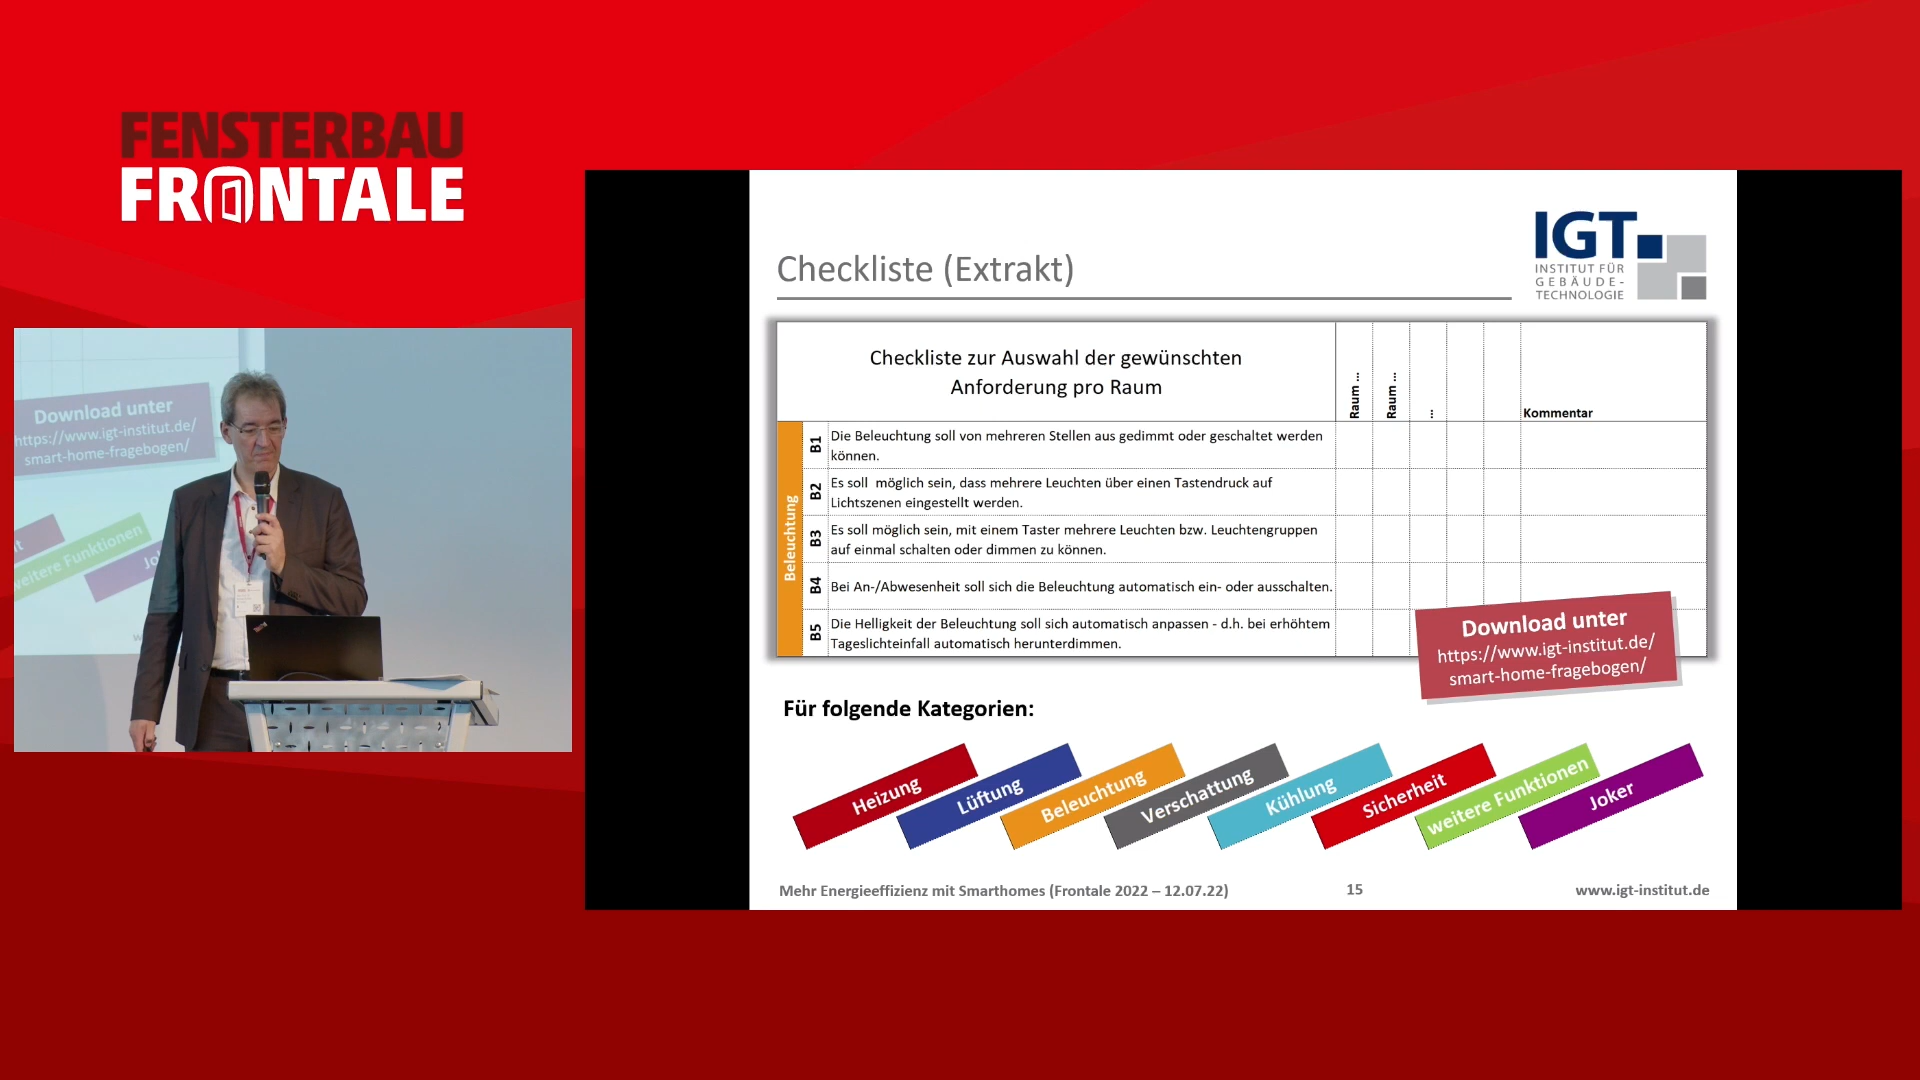 FENSTERBAU
FRONTALE
Download unter
https://www.igt-institut.de/
smart-home-fragebogen/
weitere Funktionen
Checkliste (Extrakt)
IGT
INSTITUT FÜR
GEBÄUDE-
TECHNOLOGIE
Checkliste zur Auswahl der gewünschten
Anforderung pro Raum
Raum ...
Raum ...
...
Kommentar
Beleuchtung
B1
Die Beleuchtung soll von mehreren Stellen aus gedimmt oder geschaltet werden
können.
B2
Es soll möglich sein, dass mehrere Leuchten über einen Tastendruck auf
Lichtszenen eingestellt werden.
B3
Es soll möglich sein, mit einem Taster mehrere Leuchten bzw. Leuchtengruppen
auf einmal schalten oder dimmen zu können.
B4
Bei An-/Abwesenheit soll sich die Beleuchtung automatisch ein- oder ausschalten.
B5
Die Helligkeit der Beleuchtung soll sich automatisch anpassen - d.h. bei erhöhtem
Tageslichteinfall automatisch herunterdimmen.
Download unter
https://www.igt-institut.de/
smart-home-fragebogen/
Für folgende Kategorien:
Heizung
Lüftung
Beleuchtung
Verschattung
Kühlung
Sicherheit
weitere Funktionen
Joker
Mehr Energieeffizienz mit Smarthomes (Frontale 2022 – 12.07.22)
15
www.igt-institut.de